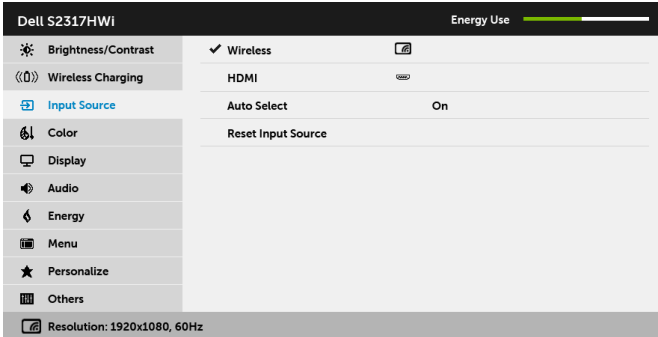 Dell S2317HWi Energy Use
Brightness/Contrast Wireless
Wireless Charging HDMI
Input Source Auto Select On
Color Reset Input Source
Display
Audio
Energy
Menu
Personalize
Others
Resolution: 1920x1080, 60Hz